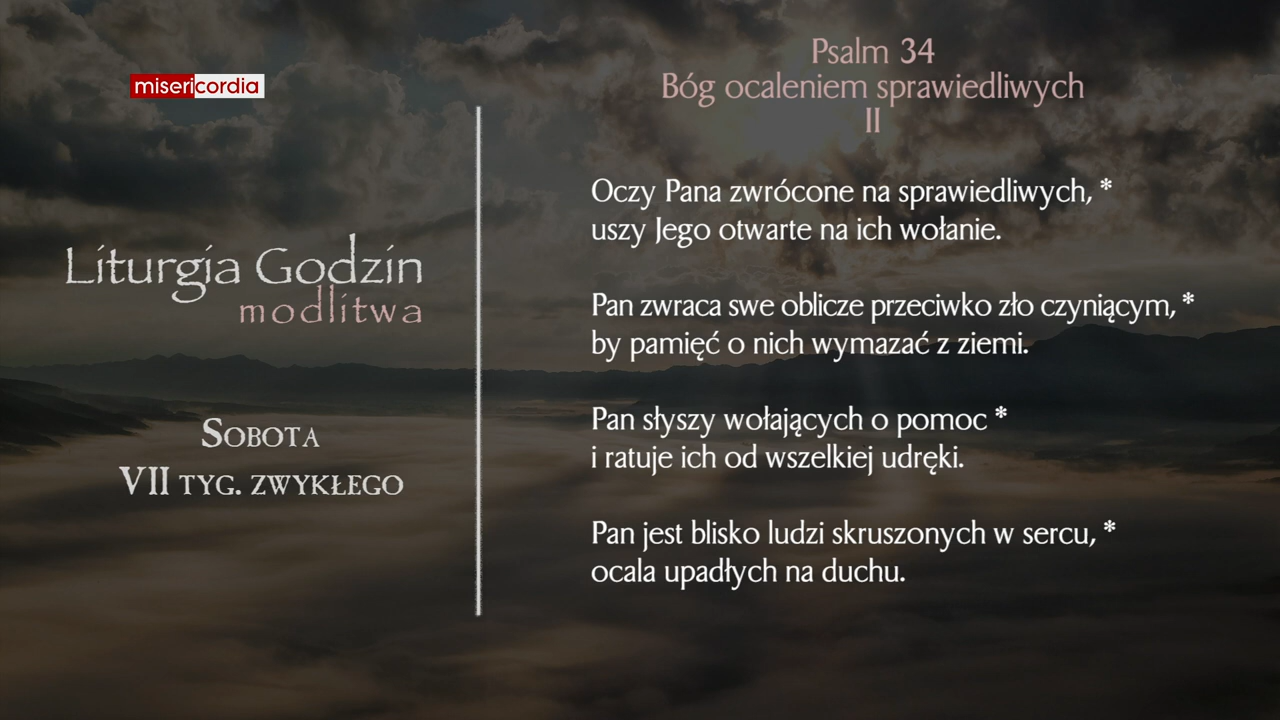 misericordia
Liturgia Godzin
modlitwa
Sobota
VII tyg. zwykłego
Psalm 34
Bóg ocaleniem sprawiedliwych
II
Oczy Pana zwrócone na sprawiedliwych, *
uszy Jego otwarte na ich wołanie.
Pan zwraca swe oblicze przeciwko zło czyniącym, *
by pamięć o nich wymazać z ziemi.
Pan słyszy wołających o pomoc *
i ratuje ich od wszelkiej udręki.
Pan jest blisko ludzi skruszonych w sercu, *
ocala upadłych na duchu.